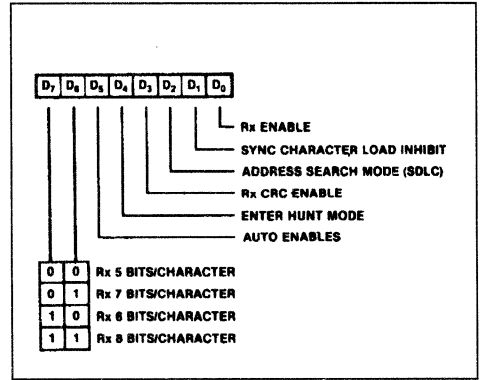 D7 D6 D5 D4 D3 D2 D1 D0
Rx ENABLE
SYNC CHARACTER LOAD INHIBIT
ADDRESS SEARCH MODE (SDLC)
Rx CRC ENABLE
ENTER HUNT MODE
AUTO ENABLES
0 0 Rx 5 BITS/CHARACTER
0 1 Rx 7 BITS/CHARACTER
1 0 Rx 6 BITS/CHARACTER
1 1 Rx 8 BITS/CHARACTER